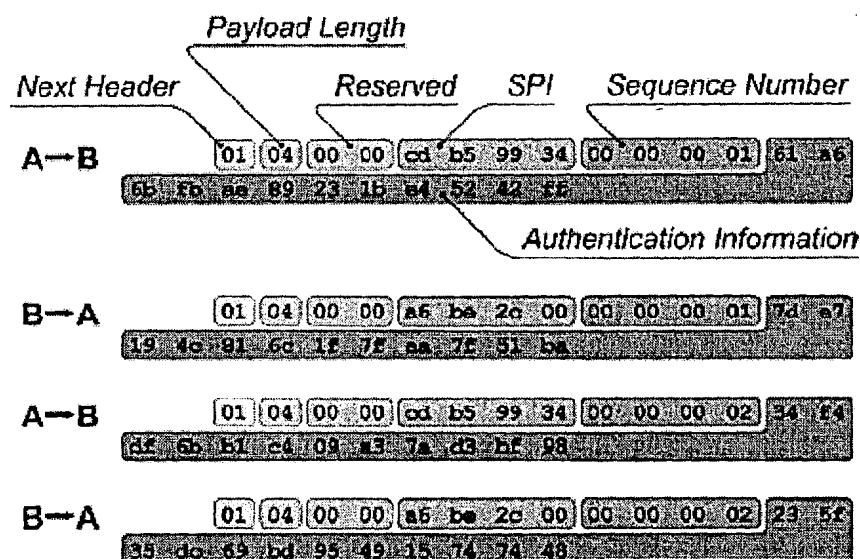 Payload Length
Next Header Reserved SPI Sequence Number
A→B 01 04 00 00 cd b5 99 34 00 00 00 01 61 a6
6b fb ae 89 23 1b 52 42
Authentication Information
B→A 01 04 00 00 a6 be 2c 00 00 00 00 01 7d
19 4c 81 6c 1f 7f aa 7f 51 ba
A→B 01 04 00 00 cd b5 99 34 00 00 00 02 34 f4
df 6b b1 c4 09 a3 7a d3 bf 98
B→A 01 04 00 00 a6 be 2c 00 00 00 00 02 23 5f
35 dc 69 bd 95 49 15 74 74 48